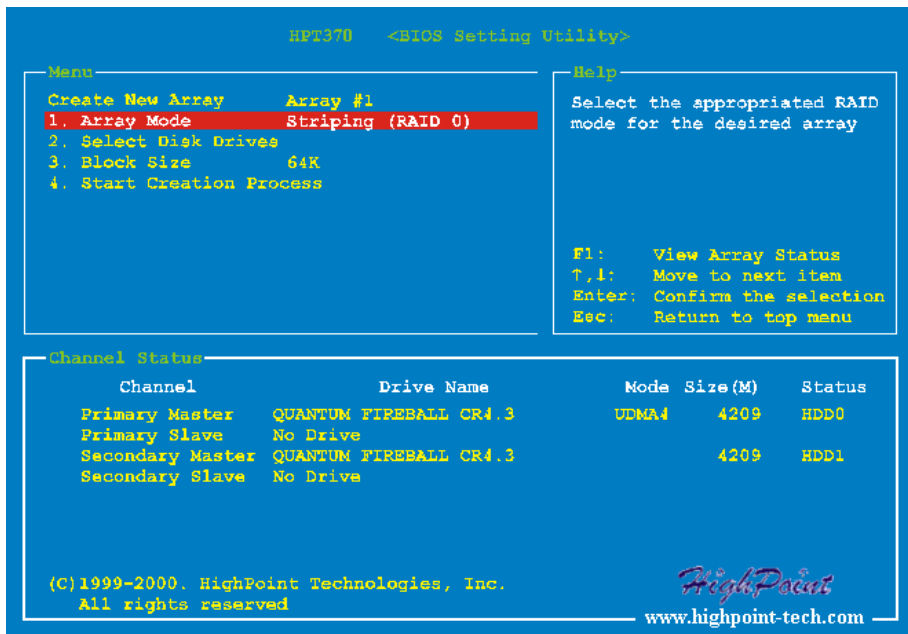 HPT370 <BIOS Setting Utility>
Menu
Create New Array Array #1
1. Array Mode Striping (RAID 0)
2. Select Disk Drives
3. Block Size 64K
4. Start Creation Process
Help
Select the appropriated RAID
mode for the desired array
F1: View Array Status
↑,↓: Move to next item
Enter: Confirm the selection
Esc: Return to top menu
Channel Status
Channel Drive Name Mode Size(M) Status
Primary Master QUANTUM FIREBALL CR4.3 UDMA4 4209 HDD0
Primary Slave No Drive
Secondary Master QUANTUM FIREBALL CR4.3 4209 HDD1
Secondary Slave No Drive
(C)1999-2000. HighPoint Technologies, Inc.
All rights reserved
HighPoint
www.highpoint-tech.com